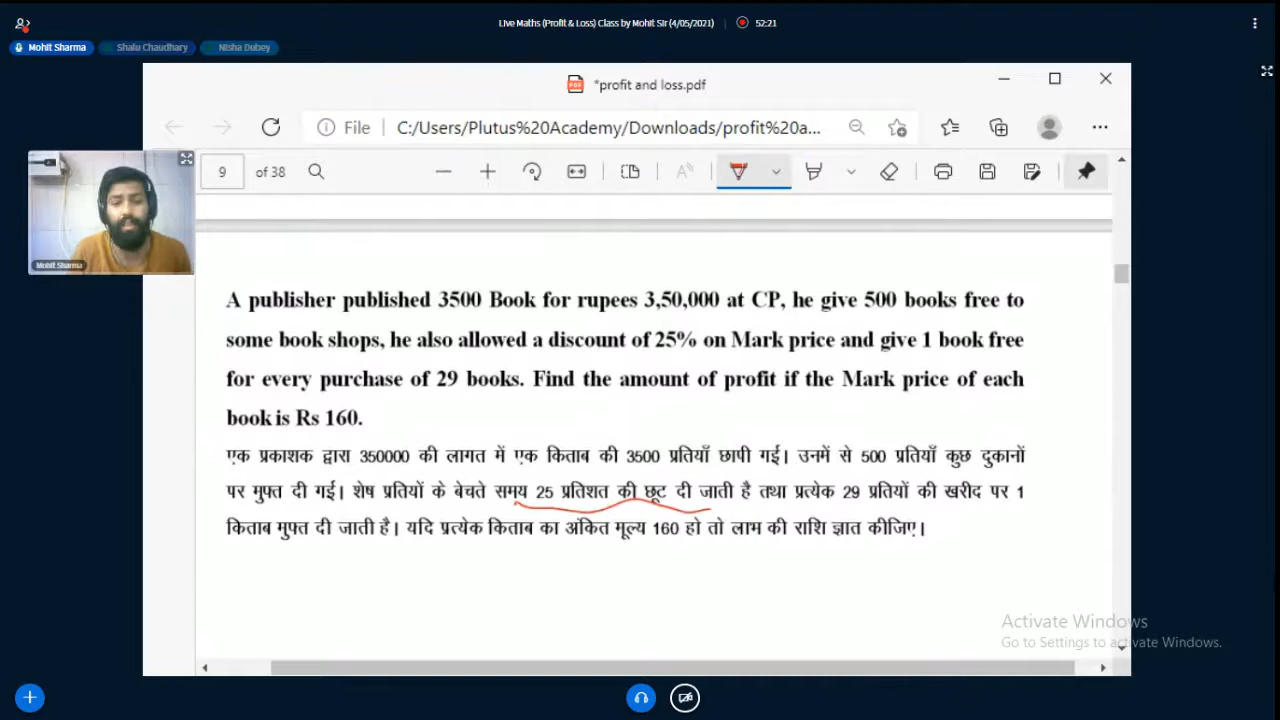 Live Maths (Profit & Loss) Class by Mohit Sir (4/05/2021) 52:21
Mohit Sharma Shalu Chaudhary Nisha Dubey
*profit and loss.pdf
File C:/Users/Plutus%20Academy/Downloads/profit%20a...
9 of 38
Mohit Sharma
A publisher published 3500 Book for rupees 3,50,000 at CP, he give 500 books free to
some book shops, he also allowed a discount of 25% on Mark price and give 1 book free
for every purchase of 29 books. Find the amount of profit if the Mark price of each
book is Rs 160.
एक प्रकाशक द्वारा 350000 की लागत में एक किताब की 3500 प्रतियाँ छापी गईं। उनमें से 500 प्रतियाँ कुछ दुकानों
पर मुफ्त दी गई। शेष प्रतियों के बेचते समय 25 प्रतिशत की छूट दी जाती है तथा प्रत्येक 29 प्रतियों की खरीद पर 1
किताब मुफ्त दी जाती है। यदि प्रत्येक किताब का अंकित मूल्य 160 हो तो लाभ की राशि ज्ञात कीजिए।
Activate Windows
Go to Settings to activate Windows.